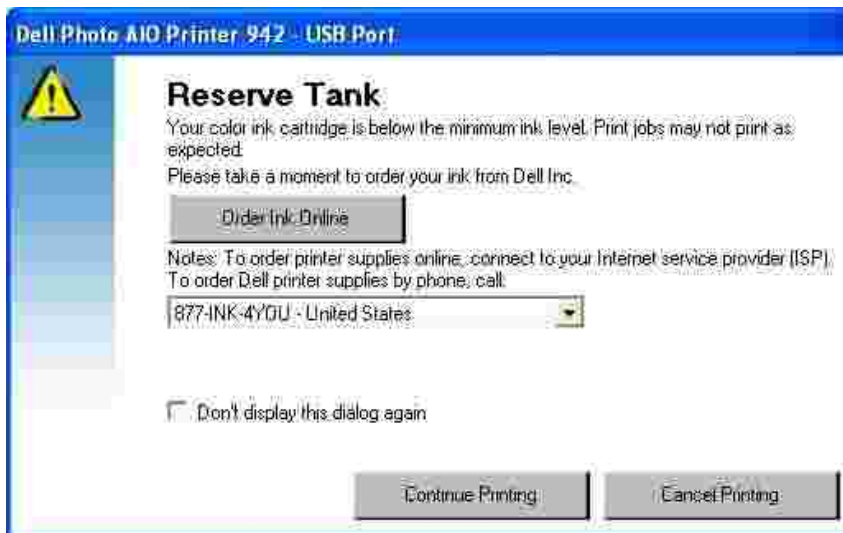 Dell Photo AIO Printer 942 - USB Port
Reserve Tank
Your color ink cartridge is below the minimum ink level. Print jobs may not print as
expected.
Please take a moment to order your ink from Dell Inc.
Order Ink Online
Notes: To order printer supplies online, connect to your Internet service provider (ISP).
To order Dell printer supplies by phone, call:
877-INK-4YOU - United States
Don't display this dialog again
Continue Printing
Cancel Printing